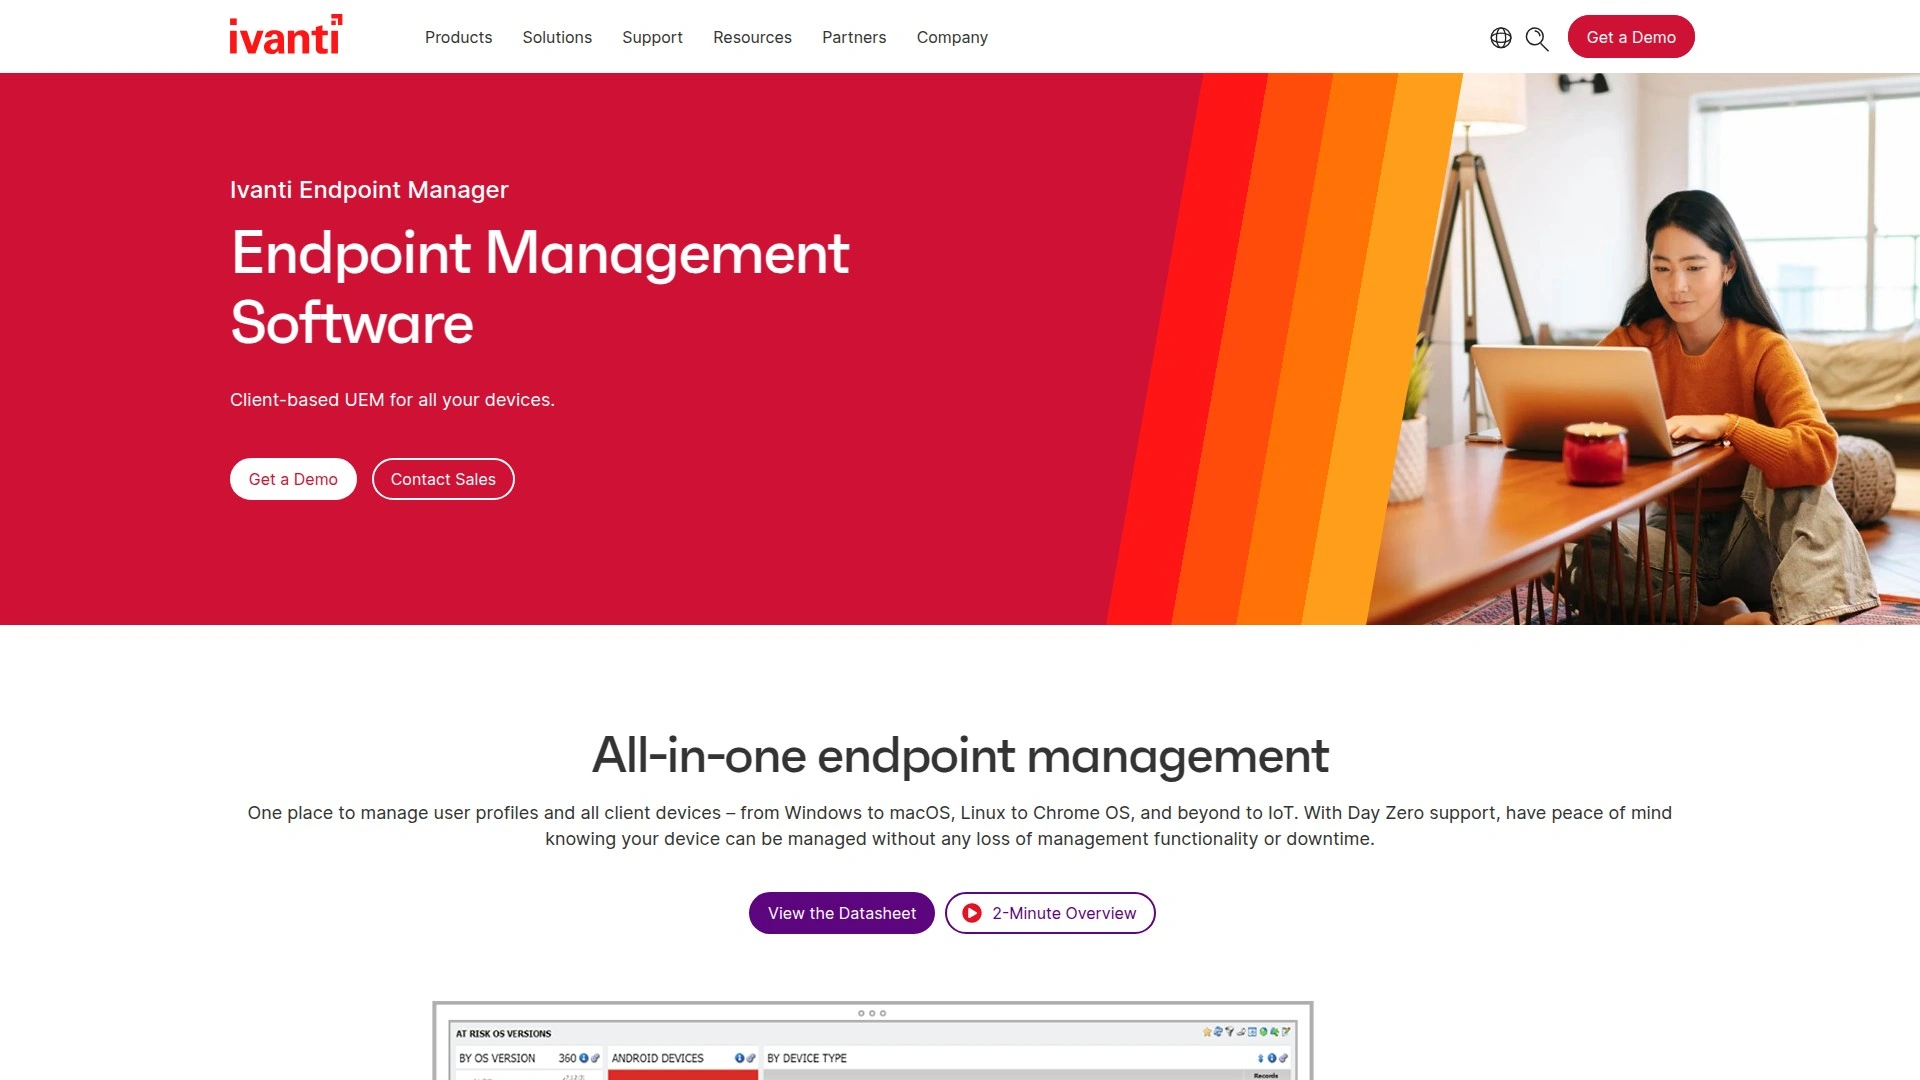 ivanti
Products
Solutions
Support
Resources
Partners
Company
Get a Demo
Ivanti Endpoint Manager
Endpoint Management
Software
Client-based UEM for all your devices.
Get a Demo
Contact Sales
All-in-one endpoint management
One place to manage user profiles and all client devices – from Windows to macOS, Linux to Chrome OS, and beyond to IoT. With Day Zero support, have peace of mind
knowing your device can be managed without any loss of management functionality or downtime.
View the Datasheet
2-Minute Overview
AT RISK OS VERSIONS
BY OS VERSION 360
ANDROID DEVICES
BY DEVICE TYPE
Records